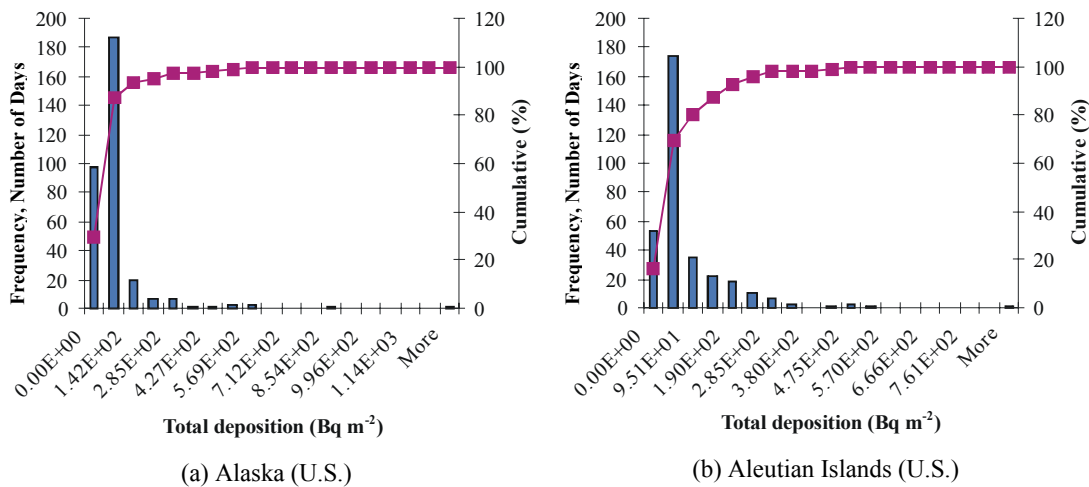 200
180
160
140
120
100
80
60
40
20
0
Frequency, Number of Days
120
100
80
60
40
20
0
Cumulative (%)
0.00E+00
1.42E+02
2.85E+02
4.27E+02
5.69E+02
7.12E+02
8.54E+02
9.96E+02
1.14E+03
More
Total deposition (Bq m⁻²)
(a) Alaska (U.S.)
200
180
160
140
120
100
80
60
40
20
0
Frequency, Number of Days
120
100
80
60
40
20
0
Cumulative (%)
0.00E+00
9.51E+01
1.90E+02
2.85E+02
3.80E+02
4.75E+02
5.70E+02
6.66E+02
7.61E+02
More
Total deposition (Bq m⁻²)
(b) Aleutian Islands (U.S.)